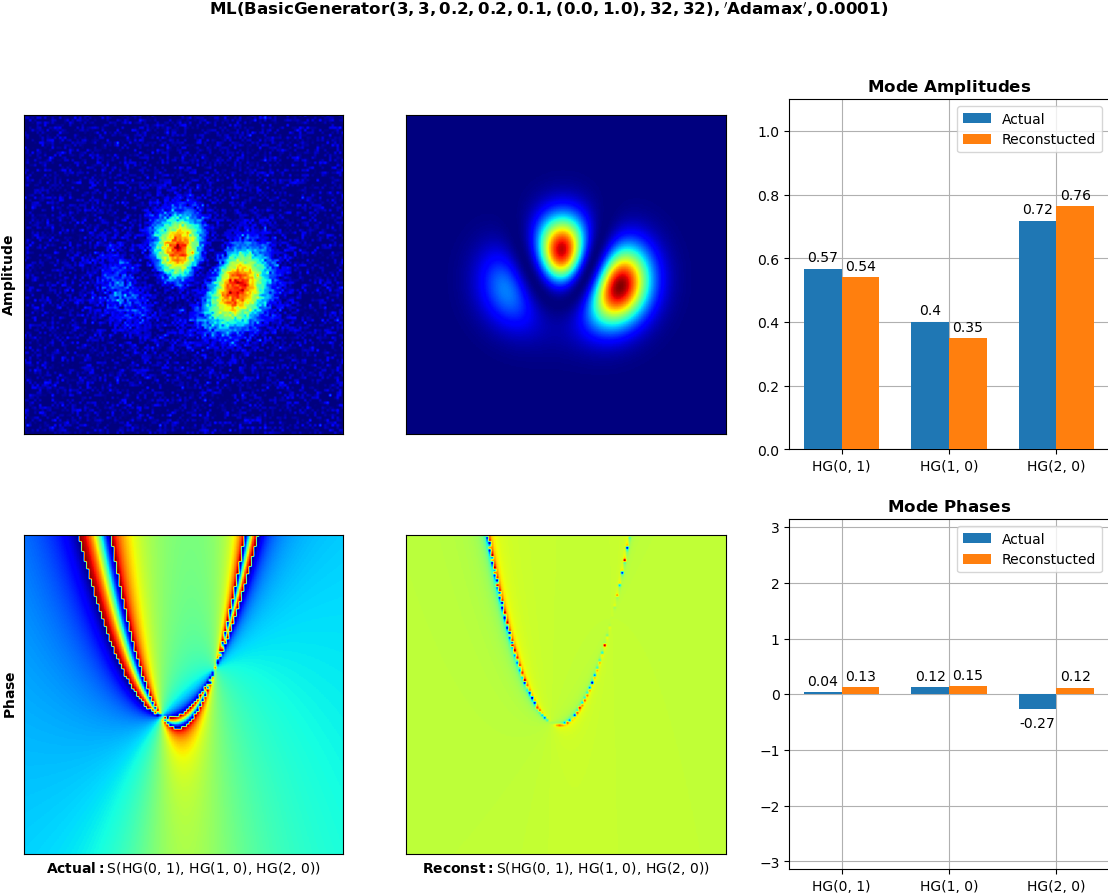 ML(BasicGenerator(3, 3, 0.2, 0.2, 0.1, (0.0, 1.0), 32, 32), ′Adamax′, 0.0001)
Amplitude
Mode Amplitudes
Actual
Reconstucted
1.0
0.8
0.6
0.4
0.2
0.0
0.57
0.54
0.4
0.35
0.72
0.76
HG(0, 1)
HG(1, 0)
HG(2, 0)
Phase
Actual: S(HG(0, 1), HG(1, 0), HG(2, 0))
Reconst: S(HG(0, 1), HG(1, 0), HG(2, 0))
Mode Phases
Actual
Reconstucted
3
2
1
0
−1
−2
−3
0.04
0.13
0.12
0.15
-0.27
0.12
HG(0, 1)
HG(1, 0)
HG(2, 0)